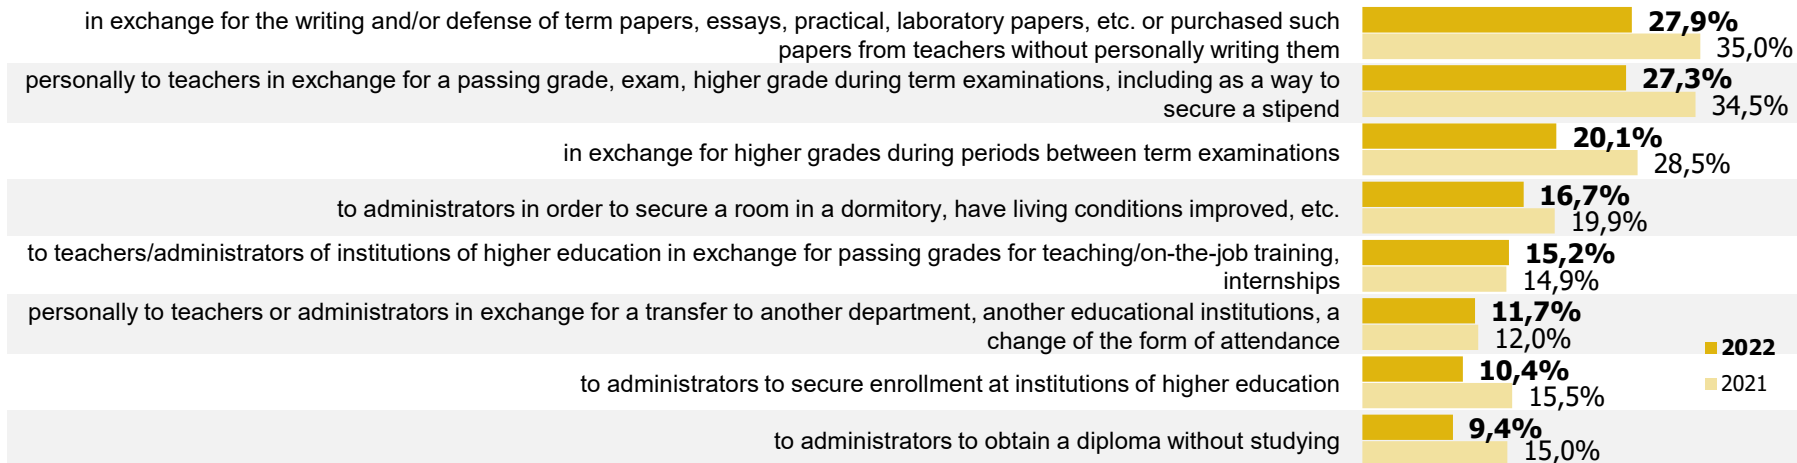 in exchange for the writing and/or defense of term papers, essays, practical, laboratory papers, etc. or purchased such
papers from teachers without personally writing them
27,9%
35,0%
personally to teachers in exchange for a passing grade, exam, higher grade during term examinations, including as a way to
secure a stipend
27,3%
34,5%
in exchange for higher grades during periods between term examinations
20,1%
28,5%
to administrators in order to secure a room in a dormitory, have living conditions improved, etc.
16,7%
19,9%
to teachers/administrators of institutions of higher education in exchange for passing grades for teaching/on-the-job training,
internships
15,2%
14,9%
personally to teachers or administrators in exchange for a transfer to another department, another educational institutions, a
change of the form of attendance
11,7%
12,0%
to administrators to secure enrollment at institutions of higher education
10,4%
15,5%
to administrators to obtain a diploma without studying
9,4%
15,0%
2022
2021